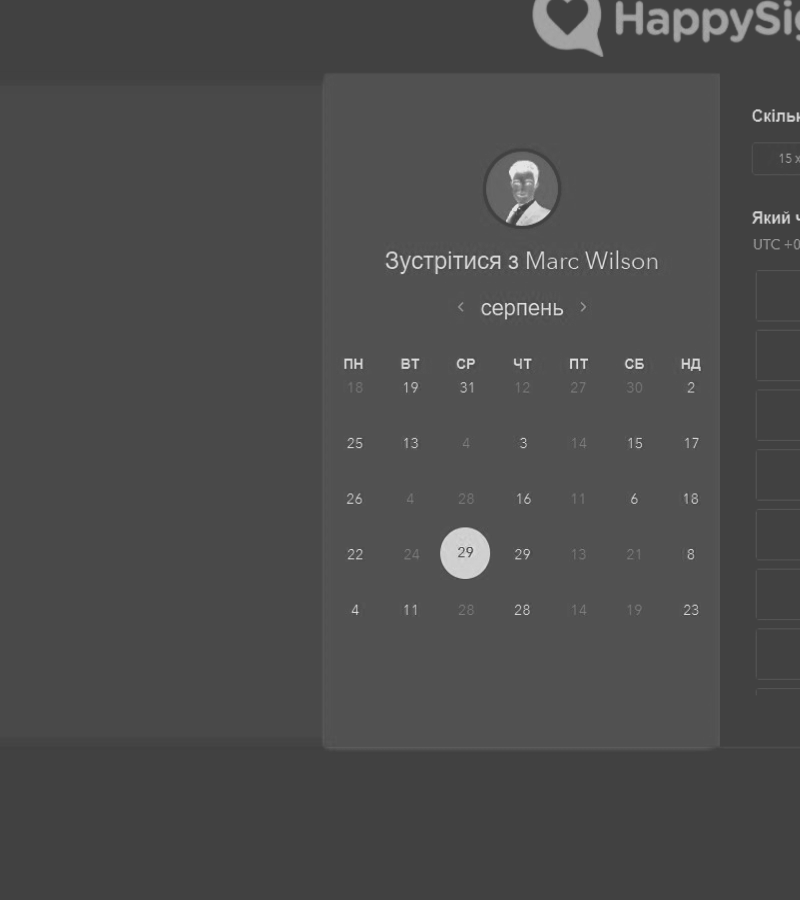 HappySig
Зустрітися з Marc Wilson
< серпень >
ПН ВТ СР ЧТ ПТ СБ НД
18 19 31 12 27 30 2
25 13 4 3 14 15 17
26 4 28 16 11 6 18
22 24 29 29 13 21 8
4 11 28 28 14 19 23
Скільк
15 х
Який ч
UTC +0